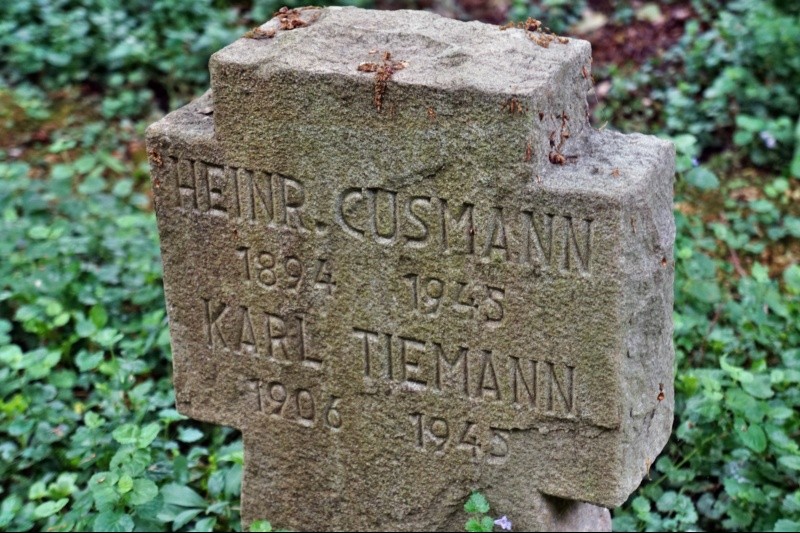 HEINR. CUSMANN
1894 1945
KARL TIEMANN
1906 1945